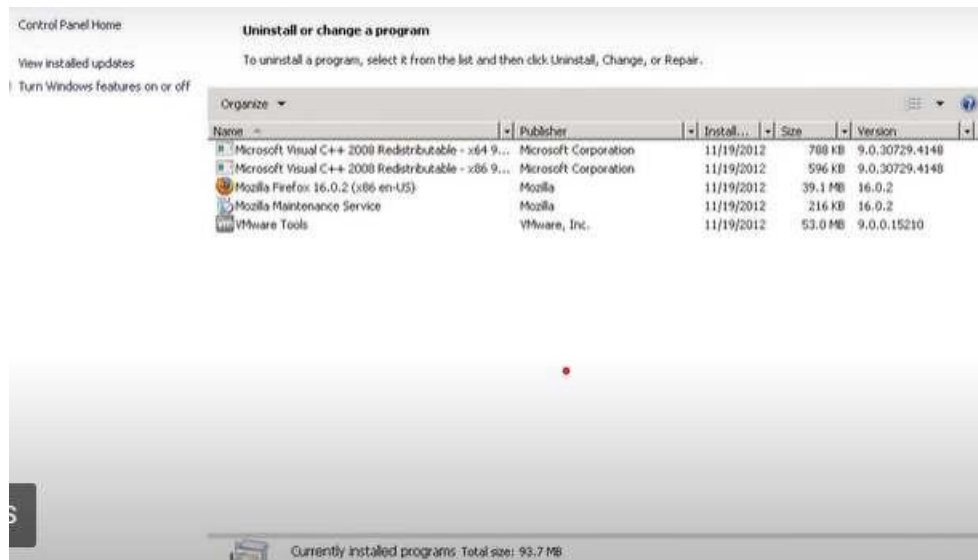 Control Panel Home
View installed updates
Turn Windows features on or off
Uninstall or change a program
To uninstall a program, select it from the list and then click Uninstall, Change, or Repair.
Organize
Name Publisher Install... Size Version
Microsoft Visual C++ 2008 Redistributable - x64 9... Microsoft Corporation 11/19/2012 788 KB 9.0.30729.4148
Microsoft Visual C++ 2008 Redistributable - x86 9... Microsoft Corporation 11/19/2012 596 KB 9.0.30729.4148
Mozilla Firefox 16.0.2 (x86 en-US) Mozilla 11/19/2012 39.1 MB 16.0.2
Mozilla Maintenance Service Mozilla 11/19/2012 216 KB 16.0.2
VMware Tools VMware, Inc. 11/19/2012 53.0 MB 9.0.0.15210
Currently installed programs Total size: 93.7 MB